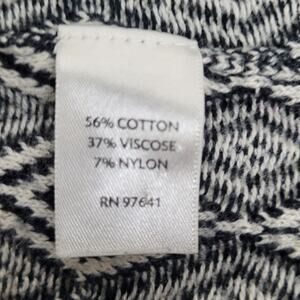 56% COTTON
37% VISCOSE
7% NYLON
RN 97641